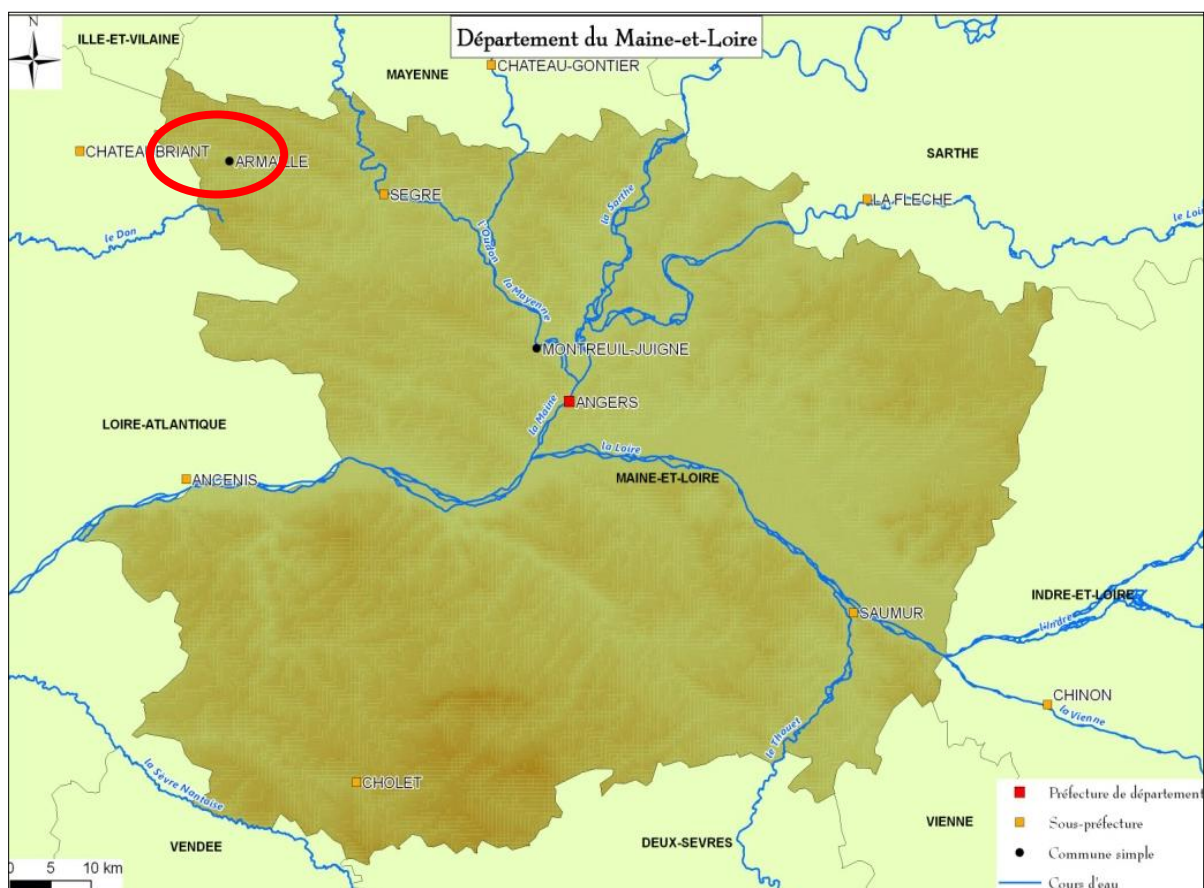 Département du Maine-et-Loire
N
ILLE-ET-VILAINE
MAYENNE
CHATEAU-GONTIER
CHATEAUBRIANT
ARMAILLE
SARTHE
SEGRE
LA FLECHE
la Sarthe
le Loir
le Don
l'Oudon
la Mayenne
MONTREUIL-JUIGNE
ANGERS
la Maine
LOIRE-ATLANTIQUE
la Loire
ANCENIS
MAINE-ET-LOIRE
INDRE-ET-LOIRE
SAUMUR
l'Indre
CHINON
la Vienne
le Thouet
la Sèvre Nantaise
CHOLET
VENDEE
DEUX-SEVRES
VIENNE
Préfecture de département
Sous-préfecture
Commune simple
Cours d'eau
0 5 10 km